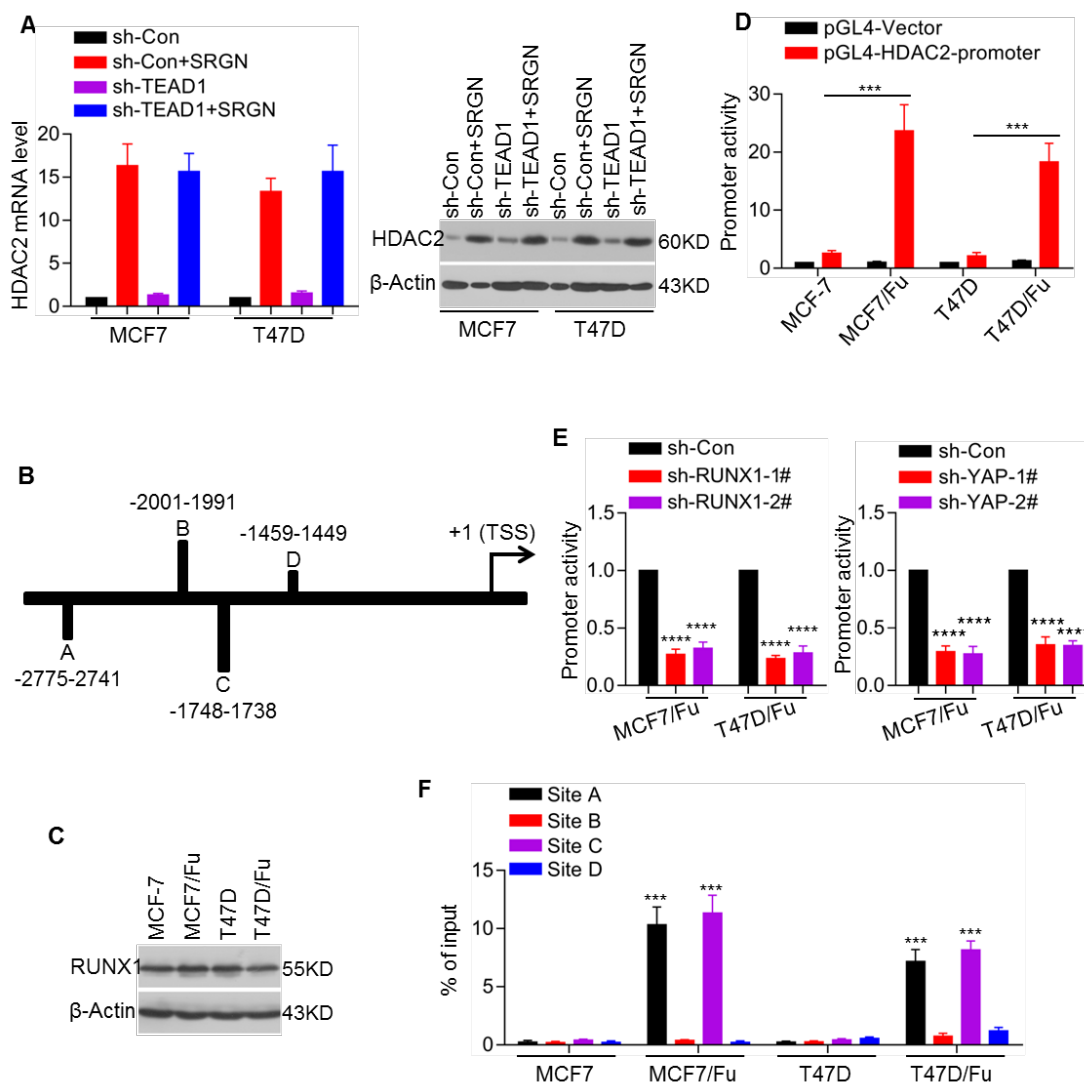 A
sh-Con
sh-Con+SRGN
sh-TEAD1
sh-TEAD1+SRGN
HDAC2 mRNA level
20
15
10
5
0
MCF7 T47D
sh-Con
sh-Con+SRGN
sh-TEAD1
sh-TEAD1+SRGN
sh-Con
sh-Con+SRGN
sh-TEAD1
sh-TEAD1+SRGN
HDAC2 60KD
β-Actin 43KD
MCF7 T47D
D
pGL4-Vector
pGL4-HDAC2-promoter
Promoter activity
30
20
10
0
*** ***
MCF-7 MCF7/Fu T47D T47D/Fu
B
-2001-1991
B
-1459-1449
D
+1 (TSS)
A
-2775-2741
C
-1748-1738
E
sh-Con
sh-RUNX1-1#
sh-RUNX1-2#
Promoter activity
1.5
1.0
0.5
0.0
**** **** **** ****
MCF7/Fu T47D/Fu
sh-Con
sh-YAP-1#
sh-YAP-2#
Promoter activity
1.5
1.0
0.5
0.0
**** **** **** ****
MCF7/Fu T47D/Fu
C
MCF-7
MCF7/Fu
T47D
T47D/Fu
RUNX1 55KD
β-Actin 43KD
F
Site A
Site B
Site C
Site D
% of input
15
10
5
0
*** *** *** ***
MCF7 MCF7/Fu T47D T47D/Fu